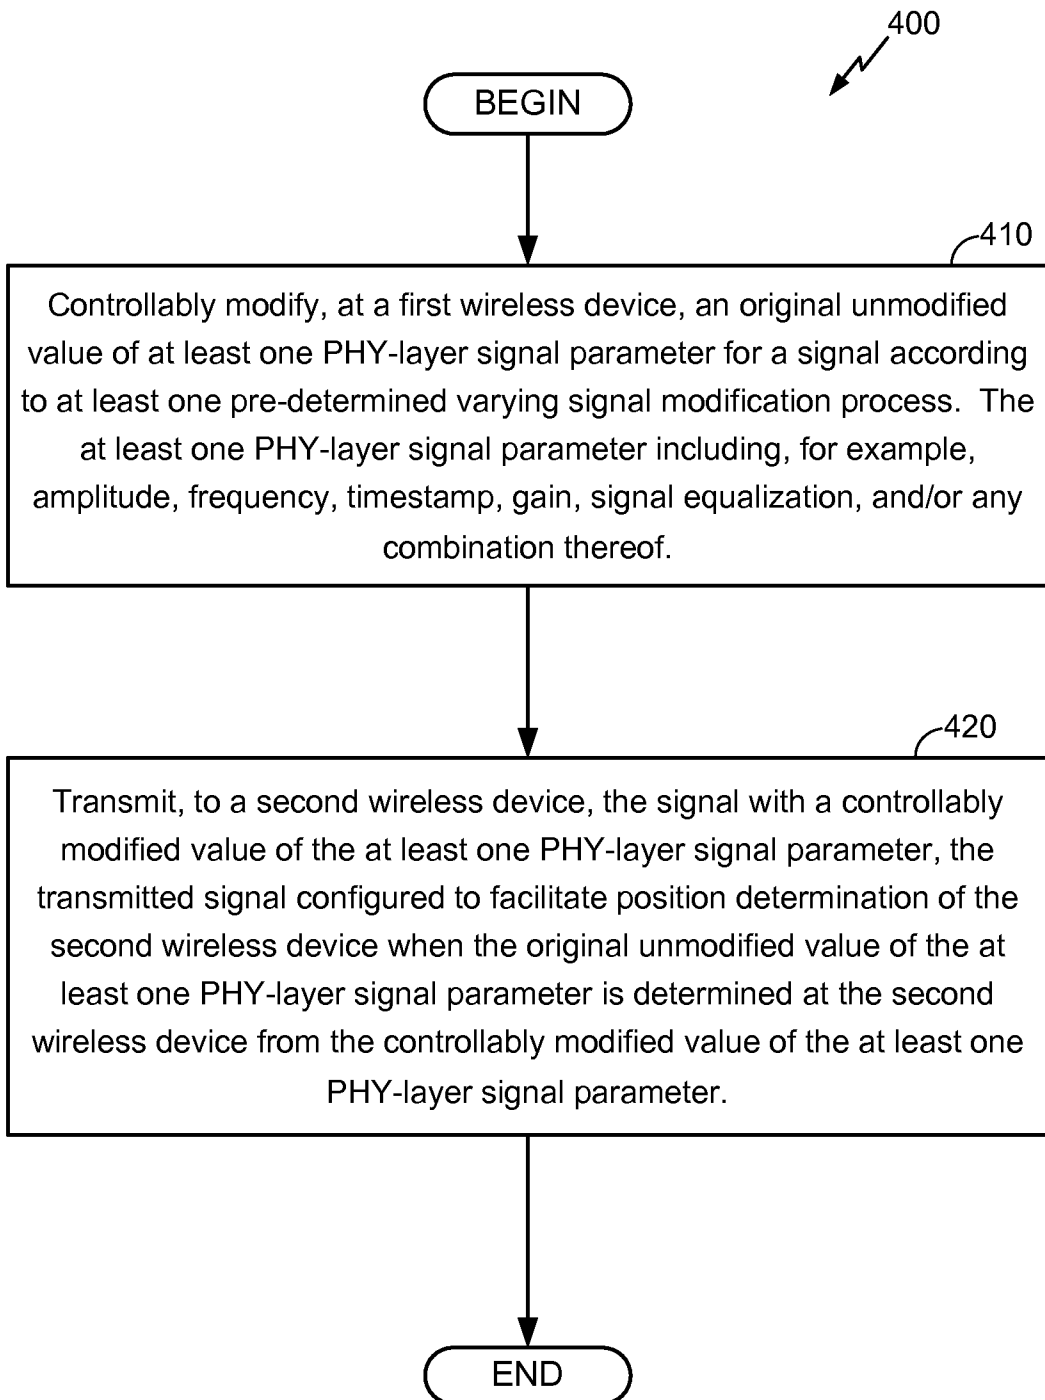 400
BEGIN
410
Controllably modify, at a first wireless device, an original unmodified
value of at least one PHY-layer signal parameter for a signal according
to at least one pre-determined varying signal modification process. The
at least one PHY-layer signal parameter including, for example,
amplitude, frequency, timestamp, gain, signal equalization, and/or any
combination thereof.
420
Transmit, to a second wireless device, the signal with a controllably
modified value of the at least one PHY-layer signal parameter, the
transmitted signal configured to facilitate position determination of the
second wireless device when the original unmodified value of the at
least one PHY-layer signal parameter is determined at the second
wireless device from the controllably modified value of the at least one
PHY-layer signal parameter.
END